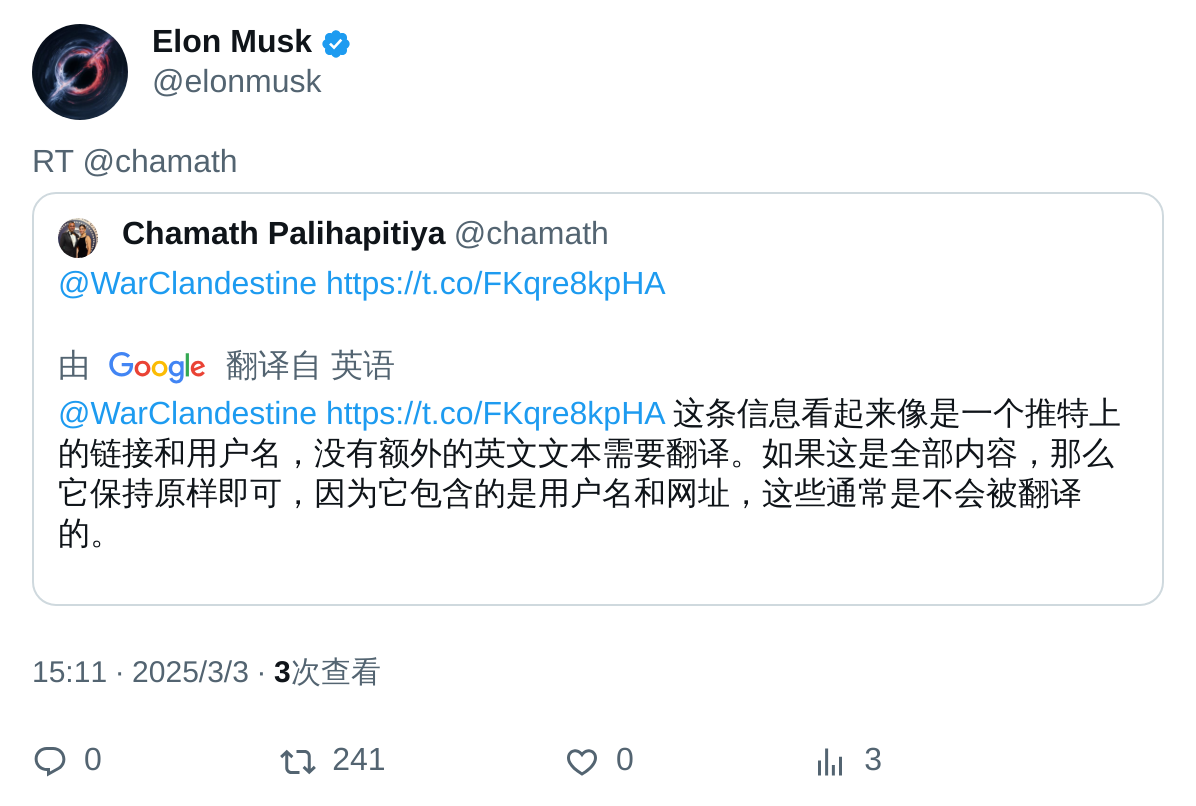 Elon Musk
@elonmusk
RT @chamath
Chamath Palihapitiya @chamath
@WarClandestine https://t.co/FKqre8kpHA
由 Google 翻译自 英语
@WarClandestine https://t.co/FKqre8kpHA 这条信息看起来像是一个推特上
的链接和用户名，没有额外的英文文本需要翻译。如果这是全部内容，那么
它保持原样即可，因为它包含的是用户名和网址，这些通常是不会被翻译
的。
15:11 · 2025/3/3 · 3次查看
0 241 0 3